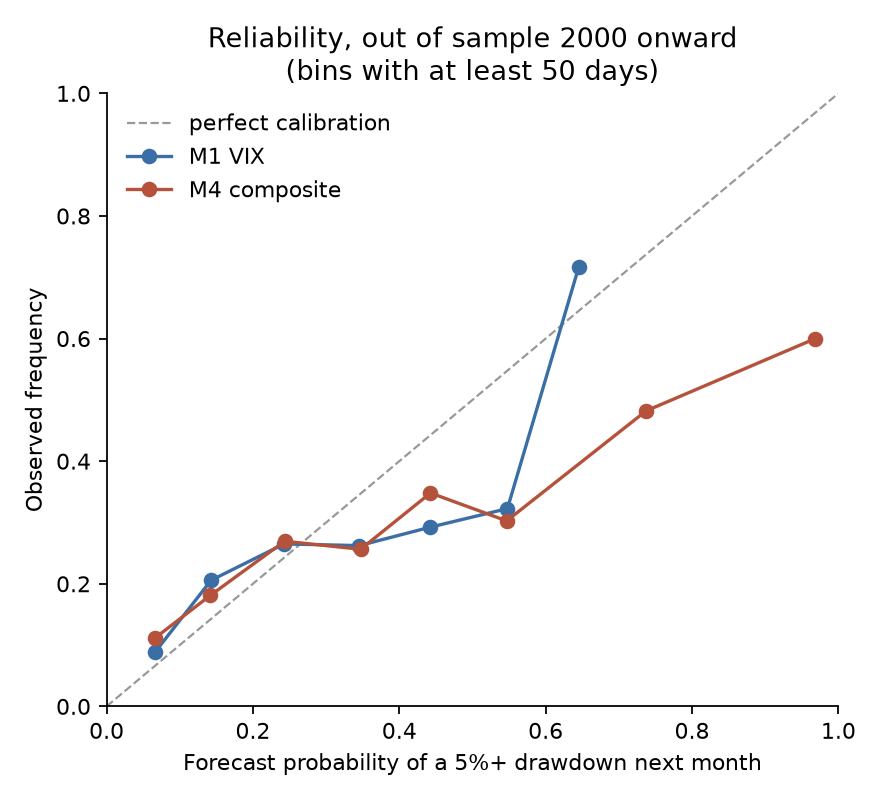 Reliability, out of sample 2000 onward
(bins with at least 50 days)
perfect calibration
M1 VIX
M4 composite
Observed frequency
1.0
0.8
0.6
0.4
0.2
0.0
0.0 0.2 0.4 0.6 0.8 1.0
Forecast probability of a 5%+ drawdown next month